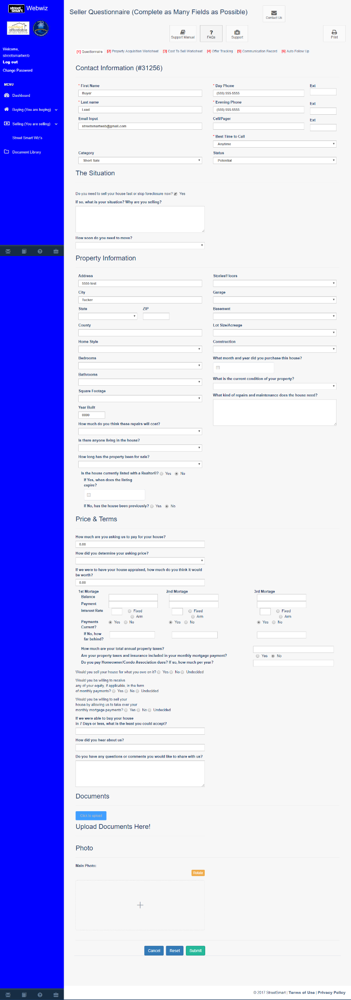 street smart Webwiz
certified
affordable
Welcome,
streetsmartweb
Log out
Change Password
MENU
Dashboard
Buying (You are buying)
Selling (You are selling)
Street Smart Wiz's
Document Library
Seller Questionnaire (Complete as Many Fields as Possible)
Contact Us
Support Manual
FAQs
Support
Print
[1] Questionnaire [2] Property Acquisition Worksheet [3] Cost To Sell Worksheet [4] Offer Tracking [5] Communication Record [6] Auto Follow Up
Contact Information (#31256)
* First Name
Buyer
* Day Phone
(555) 555-5555
Ext
* Last name
Lead
* Evening Phone
(555) 555-5555
Ext
Email Input
streetsmartweb@gmail.com
Cell/Pager
Ext
* Best Time to Call
Anytime
Category
Short Sale
Status
Potential
The Situation
Do you need to sell your house fast or stop foreclosure now? Yes
If so, what is your situation? Why are you selling?
How soon do you need to move?
Property Information
Address
5555 test
Stories/Floors
City
Tucker
Garage
State
ZIP
Basement
County
Lot Size/Acreage
Home Style
Construction
Bedrooms
What month and year did you purchase this house?
Bathrooms
What is the current condition of your property?
Square Footage
What kind of repairs and maintenance does the house need?
Year Built
0000
How much do you think these repairs will cost?
Is there anyone living in the house?
How long has the property been for sale?
Is the house currently listed with a Realtor®? Yes No
If Yes, when does the listing
expire?
If No, has the house been previously? Yes No
Price & Terms
How much are you asking us to pay for your house?
0.00
How did you determine your asking price?
If we were to have your house appraised, how much do you think it would
be worth?
0.00
1st Mortage 2nd Mortage 3rd Mortage
Balance
Payment
Interest Rate Fixed Fixed Fixed
Arm Arm Arm
Payments Yes No Yes No Yes No
Current?
If No, how
far behind?
How much are your total annual property taxes?
Are your property taxes and insurance included in your monthly mortgage payment? Yes No
Do you pay Homeowner/Condo Association dues? If so, how much per year?
Would you sell your house for what you owe on it? Yes No Undecided
Would you be willing to receive
any of your equity, if applicable, in the form
of monthly payments? Yes No Undecided
Would you be willing to sell your
house by allowing us to take over your
monthly mortgage payments? Yes No Undecided
If we were able to buy your house
in 7 Days or less, what is the least you could accept?
How did you hear about us?
Do you have any questions or comments you would like to share with us?
Documents
Click to upload
Upload Documents Here!
Photo
Main Photo:
Rotate
Cancel Reset Submit
© 2017 StreetSmart | Terms of Use | Privacy Policy